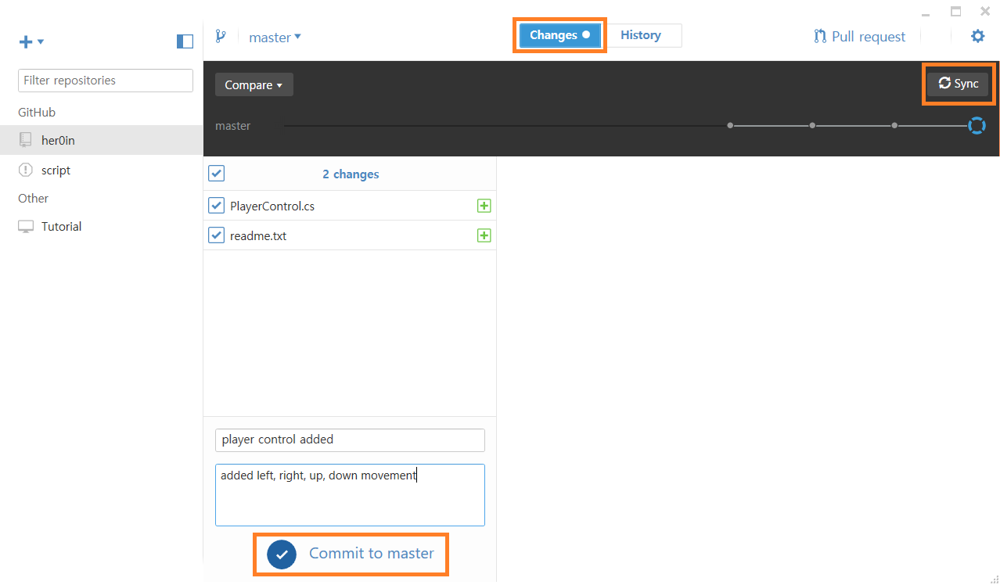 master
Changes
History
Pull request
Filter repositories
GitHub
her0in
script
Other
Tutorial
Compare
Sync
master
2 changes
PlayerControl.cs
readme.txt
player control added
added left, right, up, down movement
Commit to master